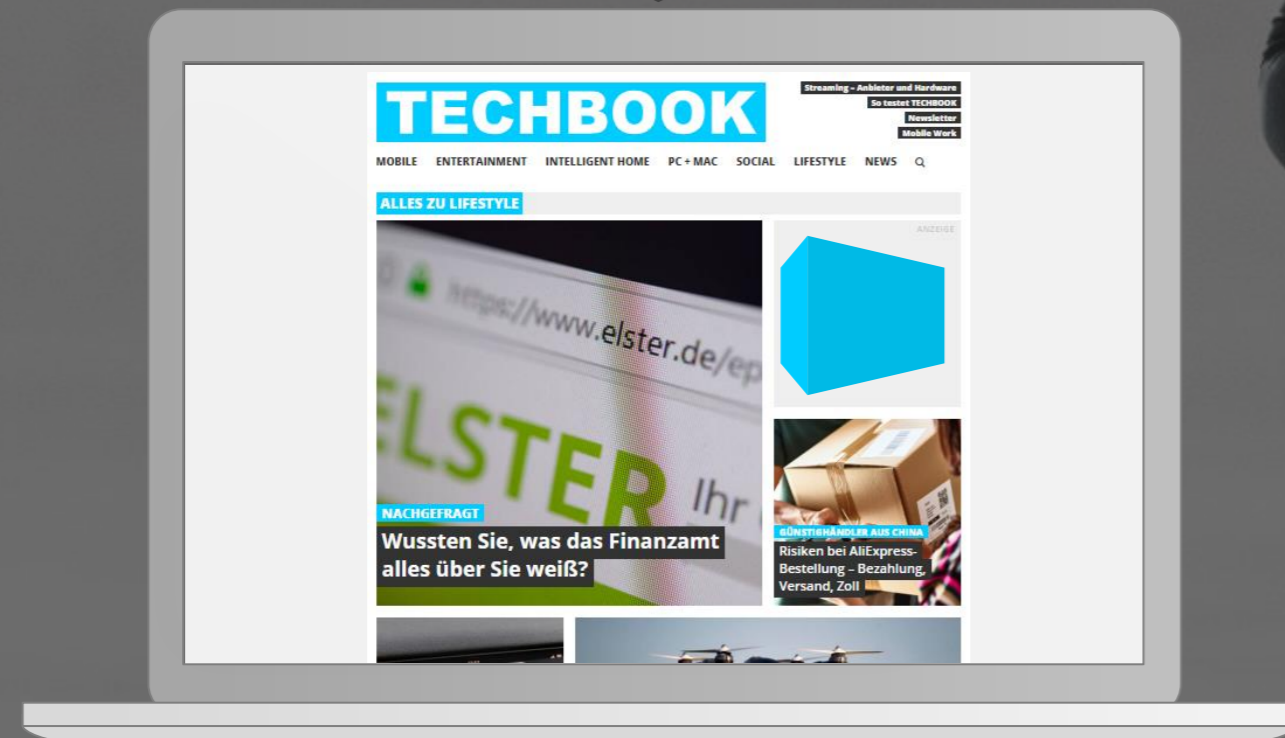 TECHBOOK
Streaming – Anbieter und Hardware
So testet TECHBOOK
Newsletter
Mobile Work
MOBILE ENTERTAINMENT INTELLIGENT HOME PC + MAC SOCIAL LIFESTYLE NEWS
ALLES ZU LIFESTYLE
ANZEIGE
https://www.elster.de/ep
ELSTER Ihr
NACHGEFRAGT
Wussten Sie, was das Finanzamt
alles über Sie weiß?
GÜNSTIGHÄNDLER AUS CHINA
Risiken bei AliExpress-
Bestellung – Bezahlung,
Versand, Zoll